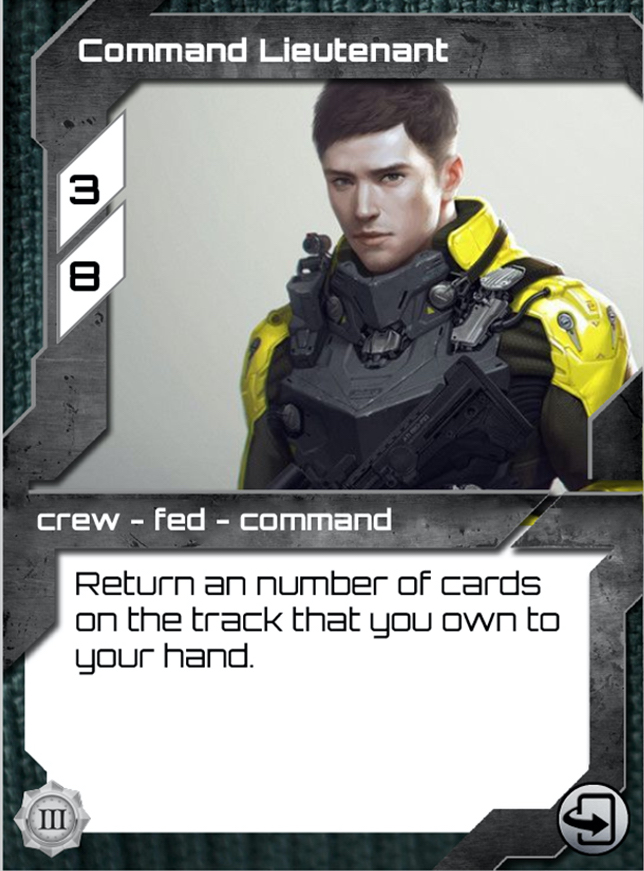 Command Lieutenant
3
8
crew - fed - command
Return an number of cards
on the track that you own to
your hand.
III